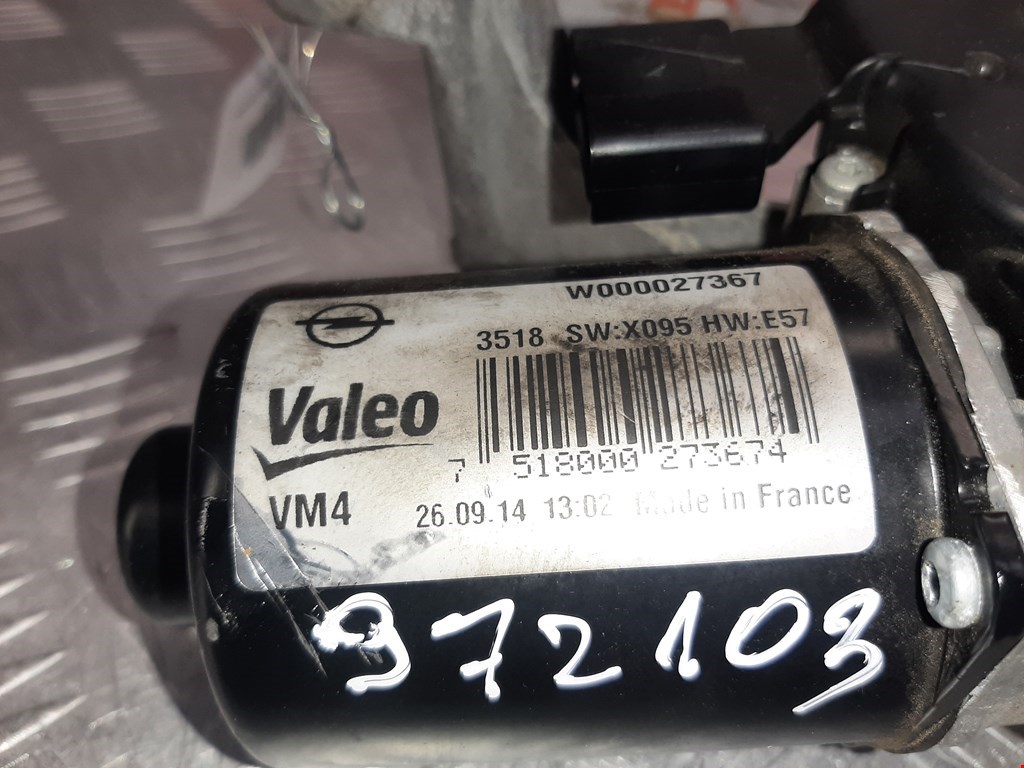 W000027367
3518 SW:X095 HW:E57
Valeo
7 518000 273674
VM4
26.09.14 13:02 Made in France
972103